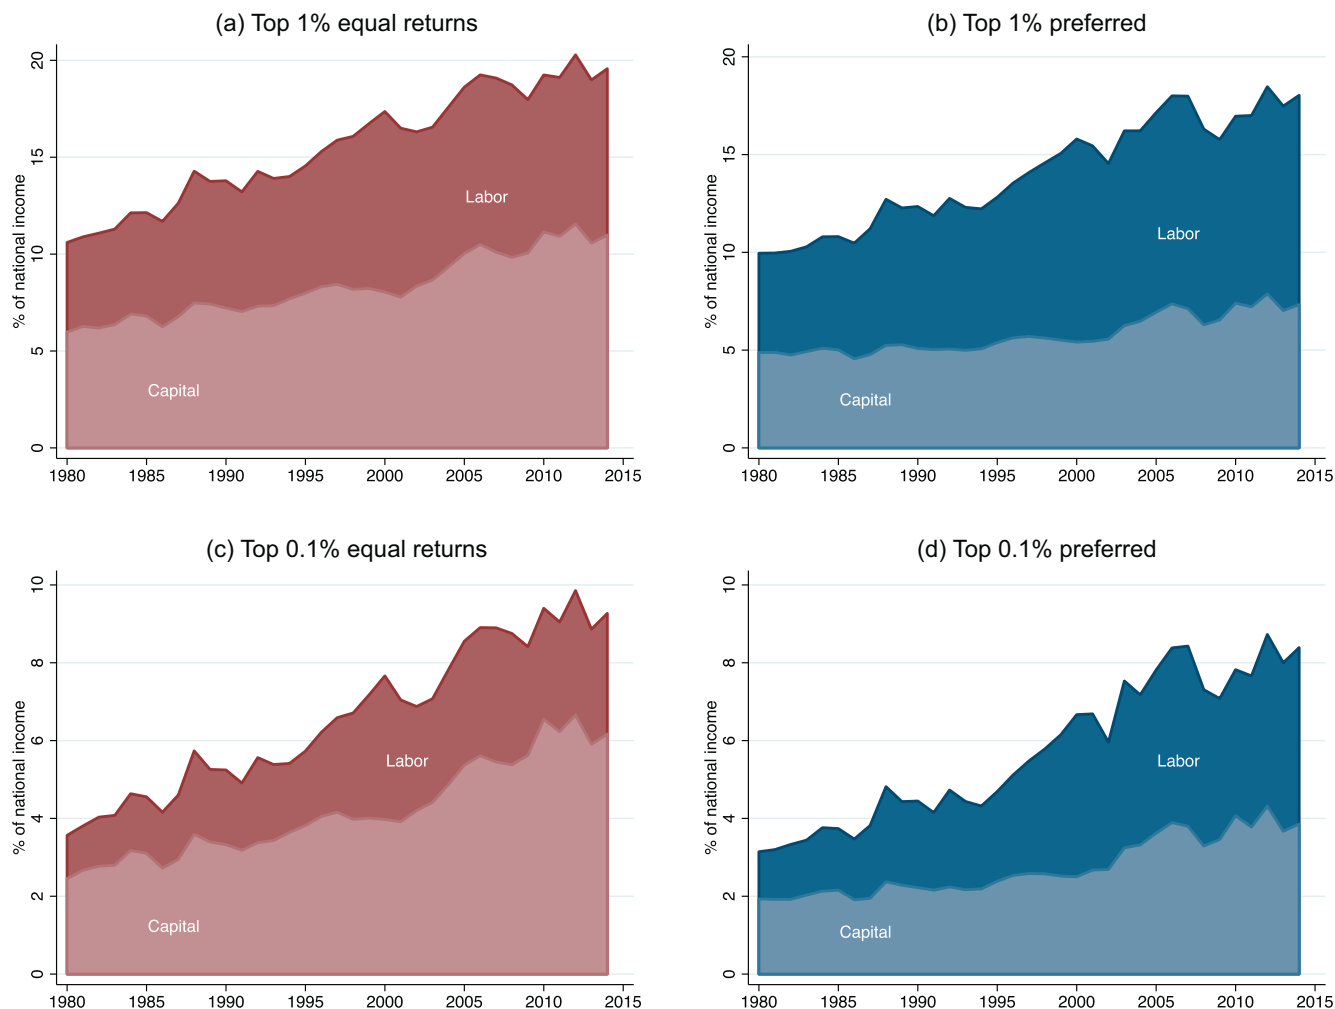 (a) Top 1% equal returns
% of national income
20
15
10
5
0
Labor
Capital
1980 1985 1990 1995 2000 2005 2010 2015
(b) Top 1% preferred
% of national income
20
15
10
5
0
Labor
Capital
1980 1985 1990 1995 2000 2005 2010 2015
(c) Top 0.1% equal returns
% of national income
10
8
6
4
2
0
Labor
Capital
1980 1985 1990 1995 2000 2005 2010 2015
(d) Top 0.1% preferred
% of national income
10
8
6
4
2
0
Labor
Capital
1980 1985 1990 1995 2000 2005 2010 2015